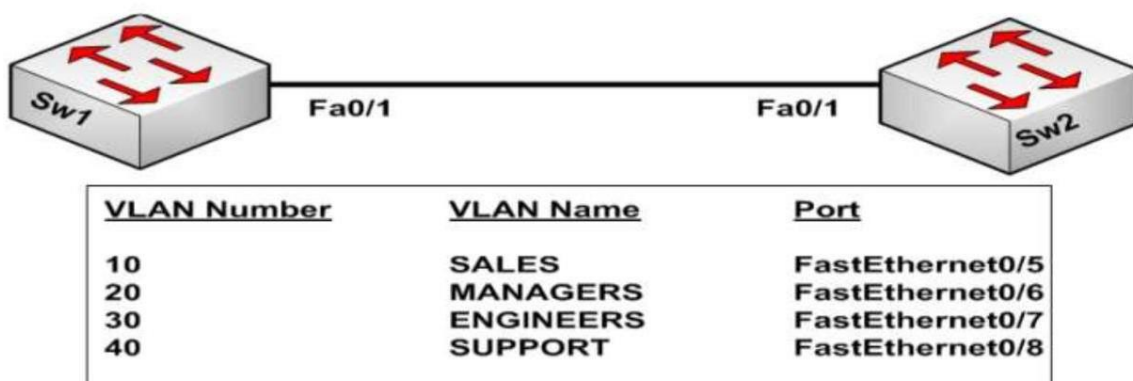 Sw1
Fa0/1 Fa0/1
Sw2
VLAN Number VLAN Name Port
10 SALES FastEthernet0/5
20 MANAGERS FastEthernet0/6
30 ENGINEERS FastEthernet0/7
40 SUPPORT FastEthernet0/8